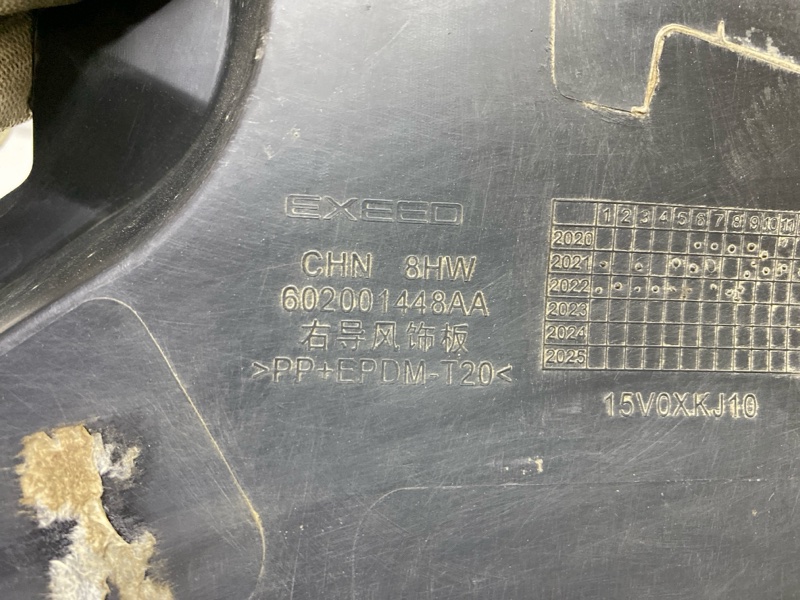 EXEED
CHN 8HW
602001448AA
右导风饰板
>PP+EPDM-T20<
1 2 3 4 5 6 7 8 9 10 11
2020
2021
2022
2023
2024
2025
15V0XKJ10